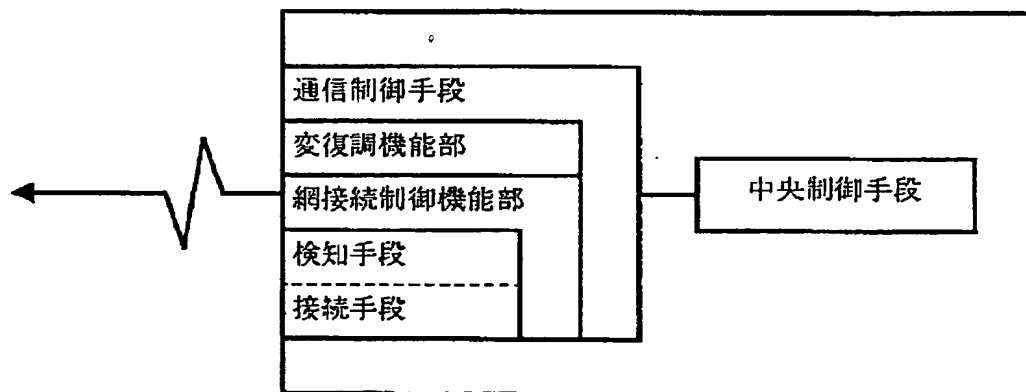 通信制御手段
変復調機能部
網接続制御機能部
検知手段
接続手段
中央制御手段